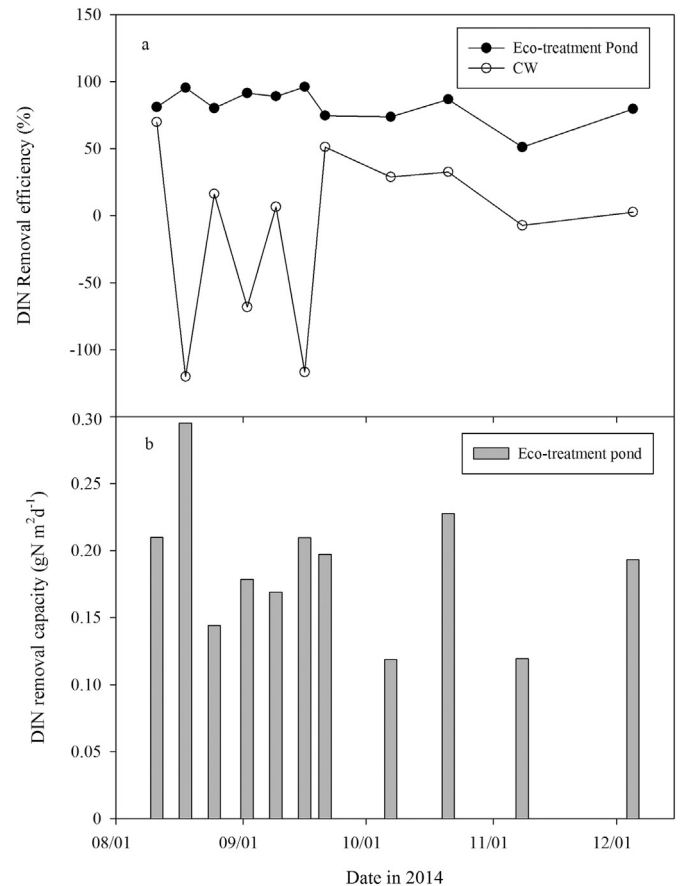 150
a
Eco-treatment Pond
CW
100
50
0
-50
-100
DIN Removal efficiency (%)
0.30
b
Eco-treatment pond
0.25
0.20
0.15
0.10
0.05
0
DIN removal capacity (gN m²d⁻¹)
08/01 09/01 10/01 11/01 12/01
Date in 2014